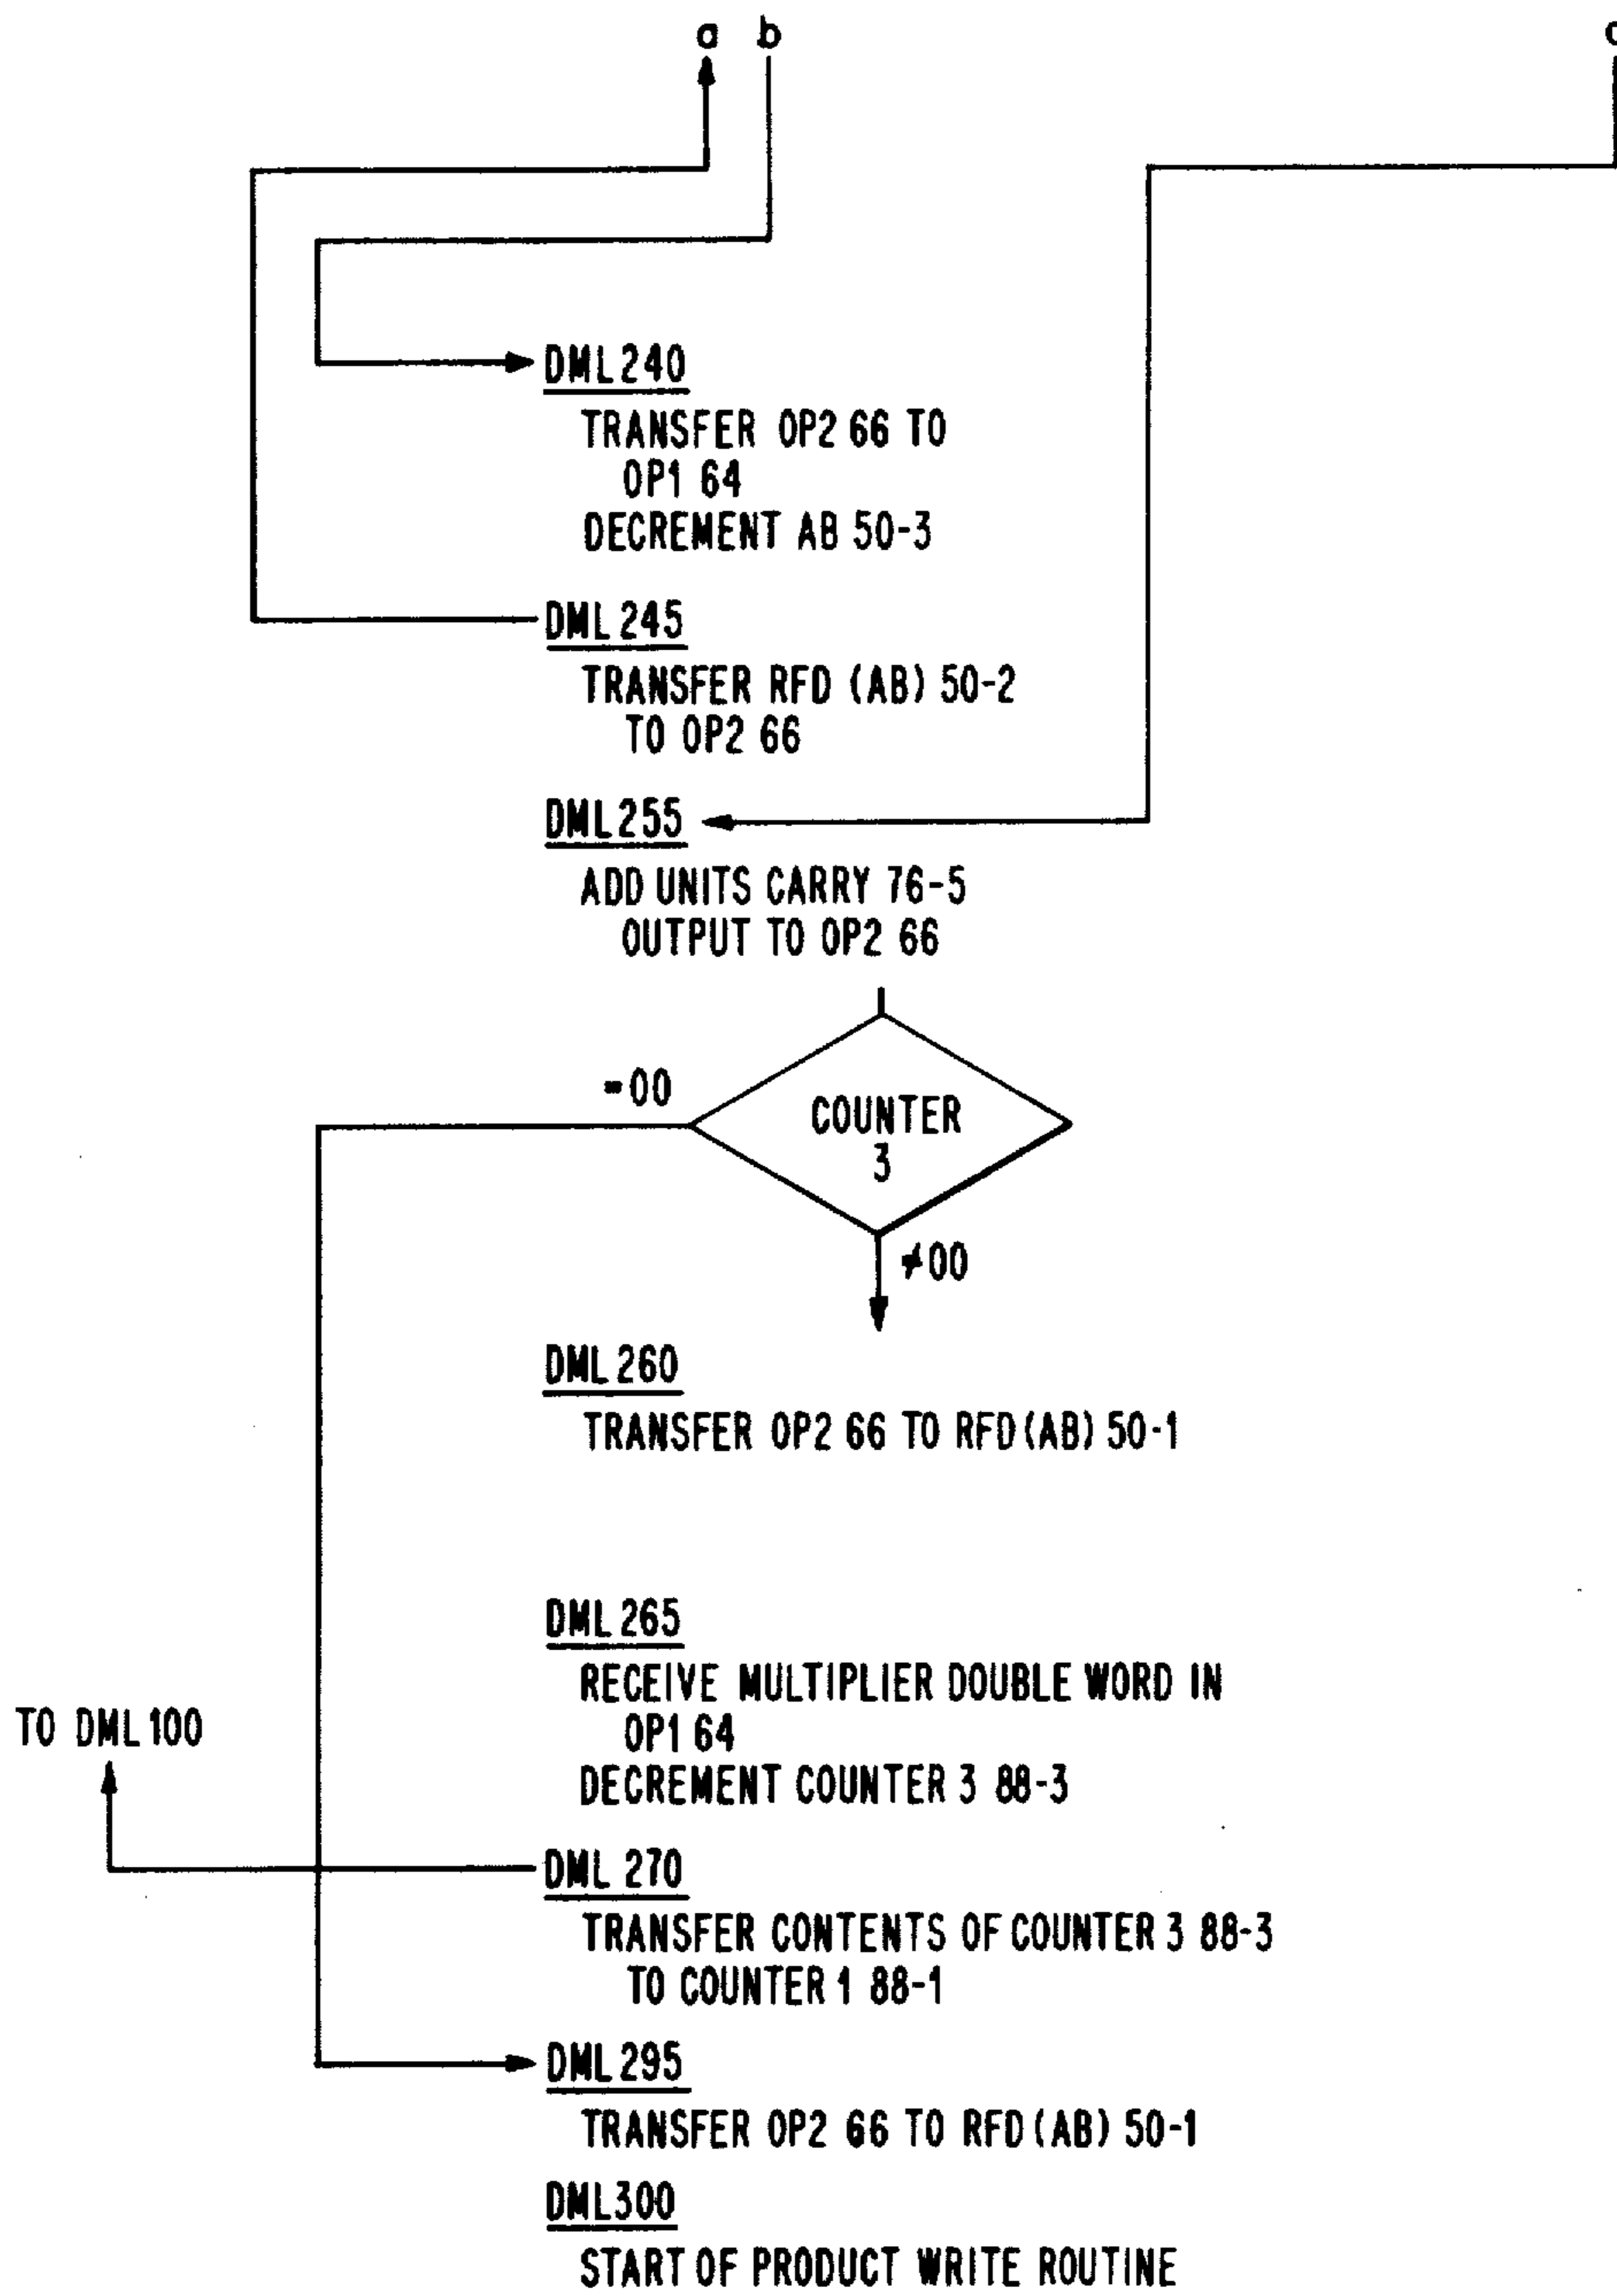 a b
DML240
TRANSFER OP2 66 TO
OP1 64
DECREMENT AB 50-3
DML245
TRANSFER RFD (AB) 50-2
TO OP2 66
DML255
ADD UNITS CARRY 76-5
OUTPUT TO OP2 66
=00
COUNTER
3
≠00
DML260
TRANSFER OP2 66 TO RFD(AB) 50-1
DML265
RECEIVE MULTIPLIER DOUBLE WORD IN
OP1 64
DECREMENT COUNTER 3 88-3
TO DML100
DML 270
TRANSFER CONTENTS OF COUNTER 3 88-3
TO COUNTER 1 88-1
DML295
TRANSFER OP2 66 TO RFD(AB) 50-1
DML300
START OF PRODUCT WRITE ROUTINE